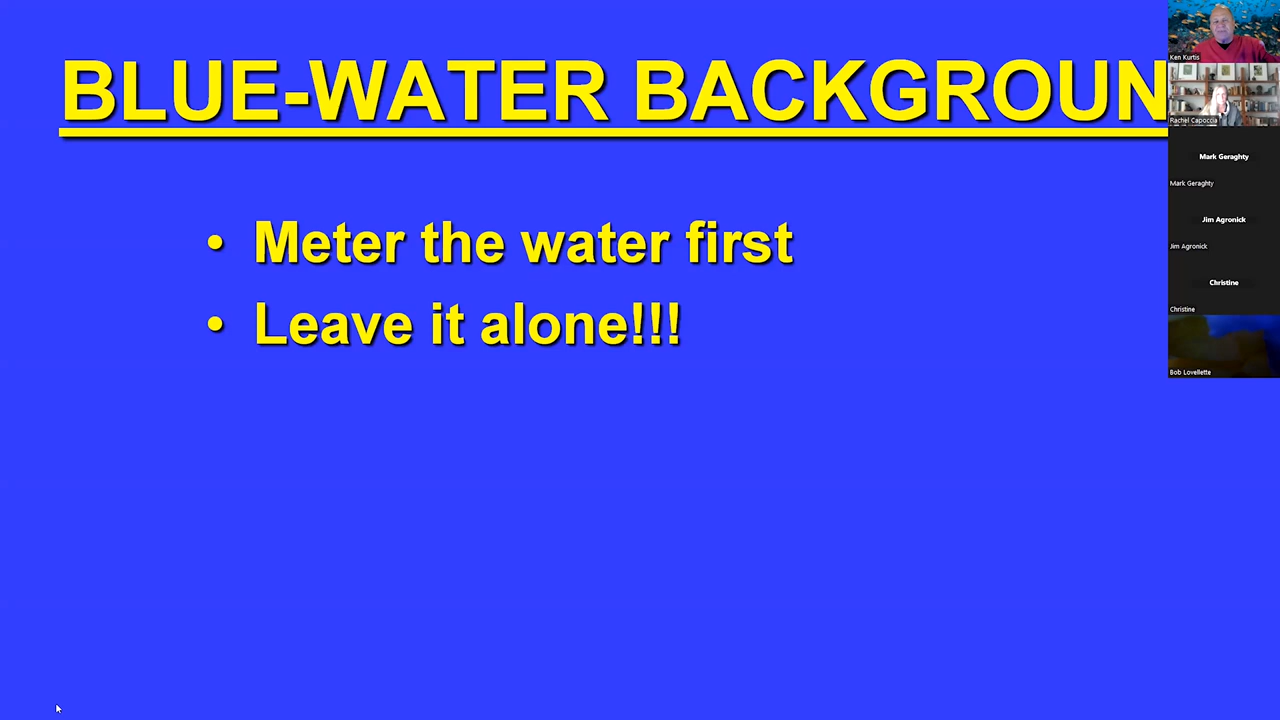 BLUE-WATER BACKGROUN
• Meter the water first
• Leave it alone!!!
Ken Kurtis
Rachel Capoccia
Mark Geraghty
Mark Geraghty
Jim Agronick
Jim Agronick
Christine
Christine
Bob Lovellette